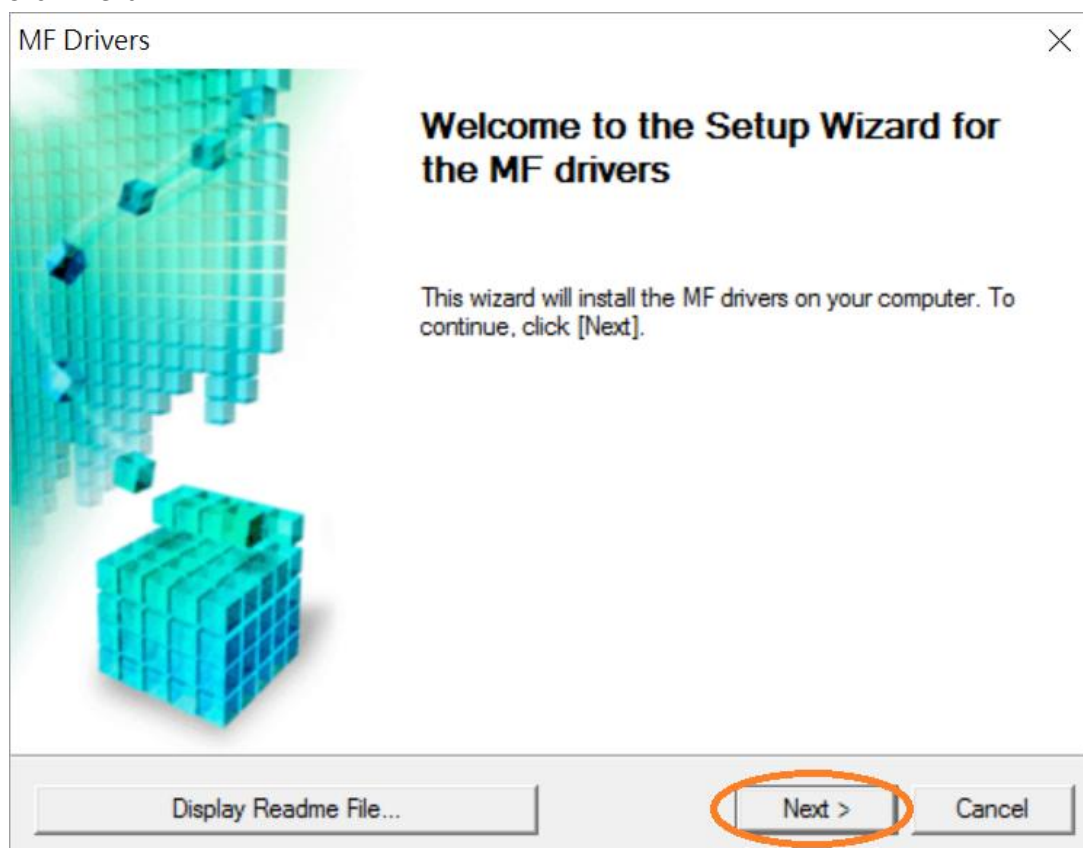 MF Drivers
Welcome to the Setup Wizard for
the MF drivers
This wizard will install the MF drivers on your computer. To
continue, click [Next].
Display Readme File...
Next >
Cancel